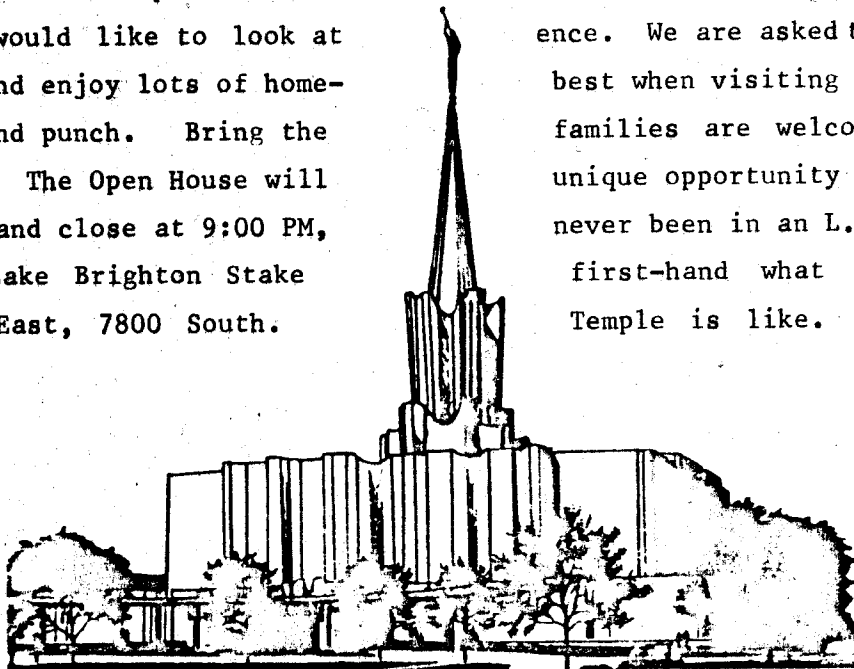 would like to look at
nd enjoy lots of home-
nd punch. Bring the
The Open House will
and close at 9:00 PM,
ake Brighton Stake
East, 7800 South.
ence. We are asked t
best when visiting
families are welco
unique opportunity
never been in an L.
first-hand what
Temple is like.